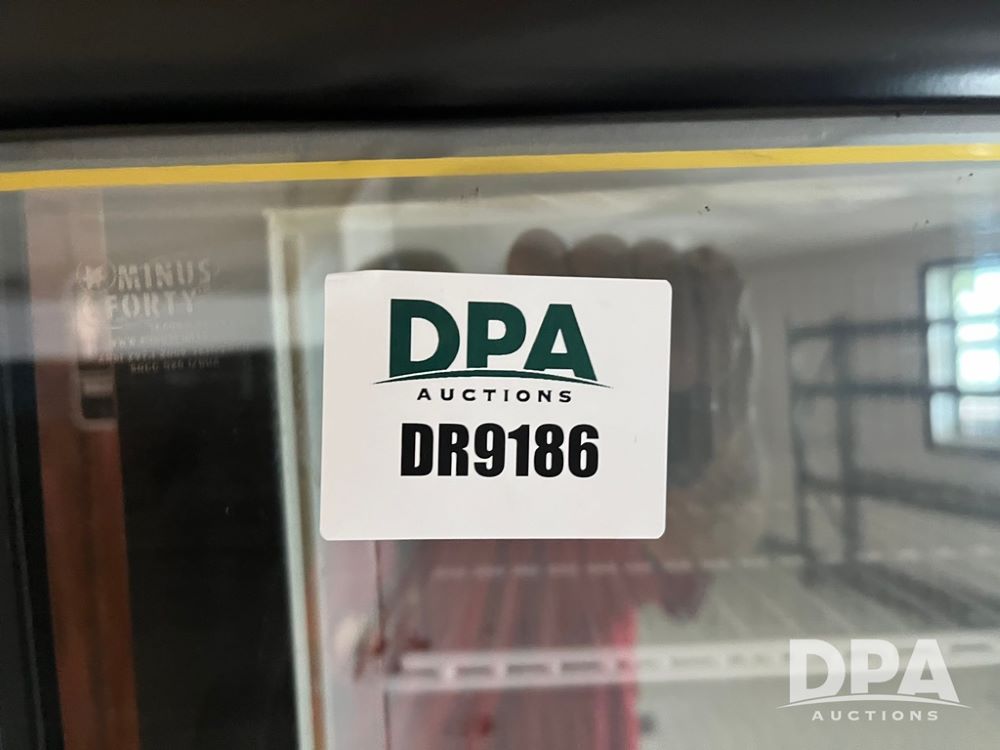 MINUS
FORTY
DPA
AUCTIONS
DR9186
DPA
AUCTIONS